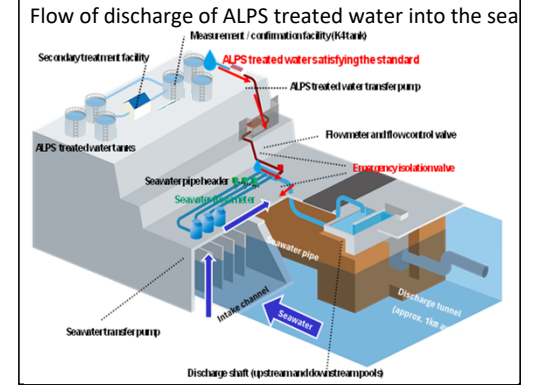 Flow of discharge of ALPS treated water into the sea
Measurement / confirmation facility (K4 tank)
Secondary treatment facility
ALPS treated water satisfying the standard
ALPS treated water transfer pump
Flowmeter and flow control valve
ALPS treated water tanks
Emergency isolation valve
Seawater pipe header
Seawater
Seawater pipe
Intake channel
Seawater
Discharge tunnel
(approx. 1km
Seawater transfer pump
Discharge shaft (upstream and downstream pools)